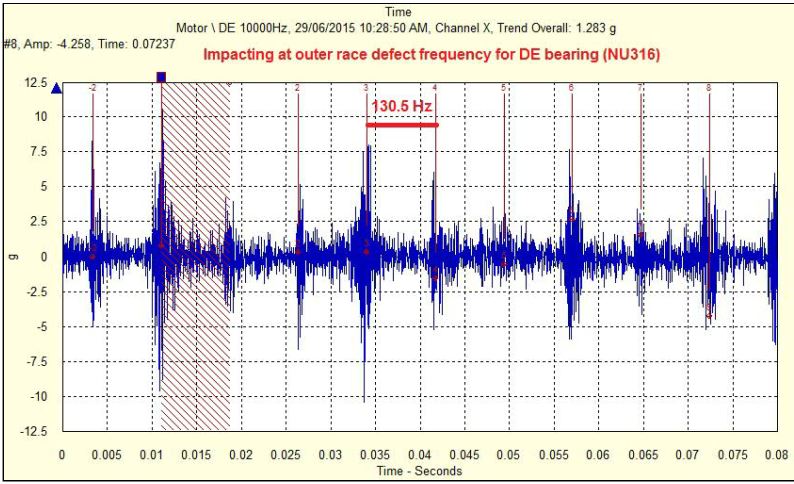 Time
Motor \ DE 10000Hz, 29/06/2015 10:28:50 AM, Channel X, Trend Overall: 1.283 g
#8, Amp: -4.258, Time: 0.07237
Impacting at outer race defect frequency for DE bearing (NU316)
12.5
-2 2 3 4 5 6 7 8
130.5 Hz
10
7.5
5
2.5
0
g
-2.5
-5
-7.5
-10
-12.5
0 0.005 0.01 0.015 0.02 0.025 0.03 0.035 0.04 0.045 0.05 0.055 0.06 0.065 0.07 0.075 0.08
Time - Seconds